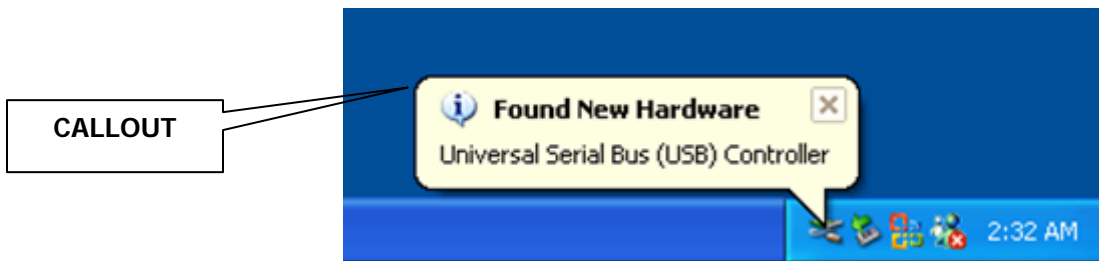 CALLOUT
Found New Hardware
Universal Serial Bus (USB) Controller
2:32 AM